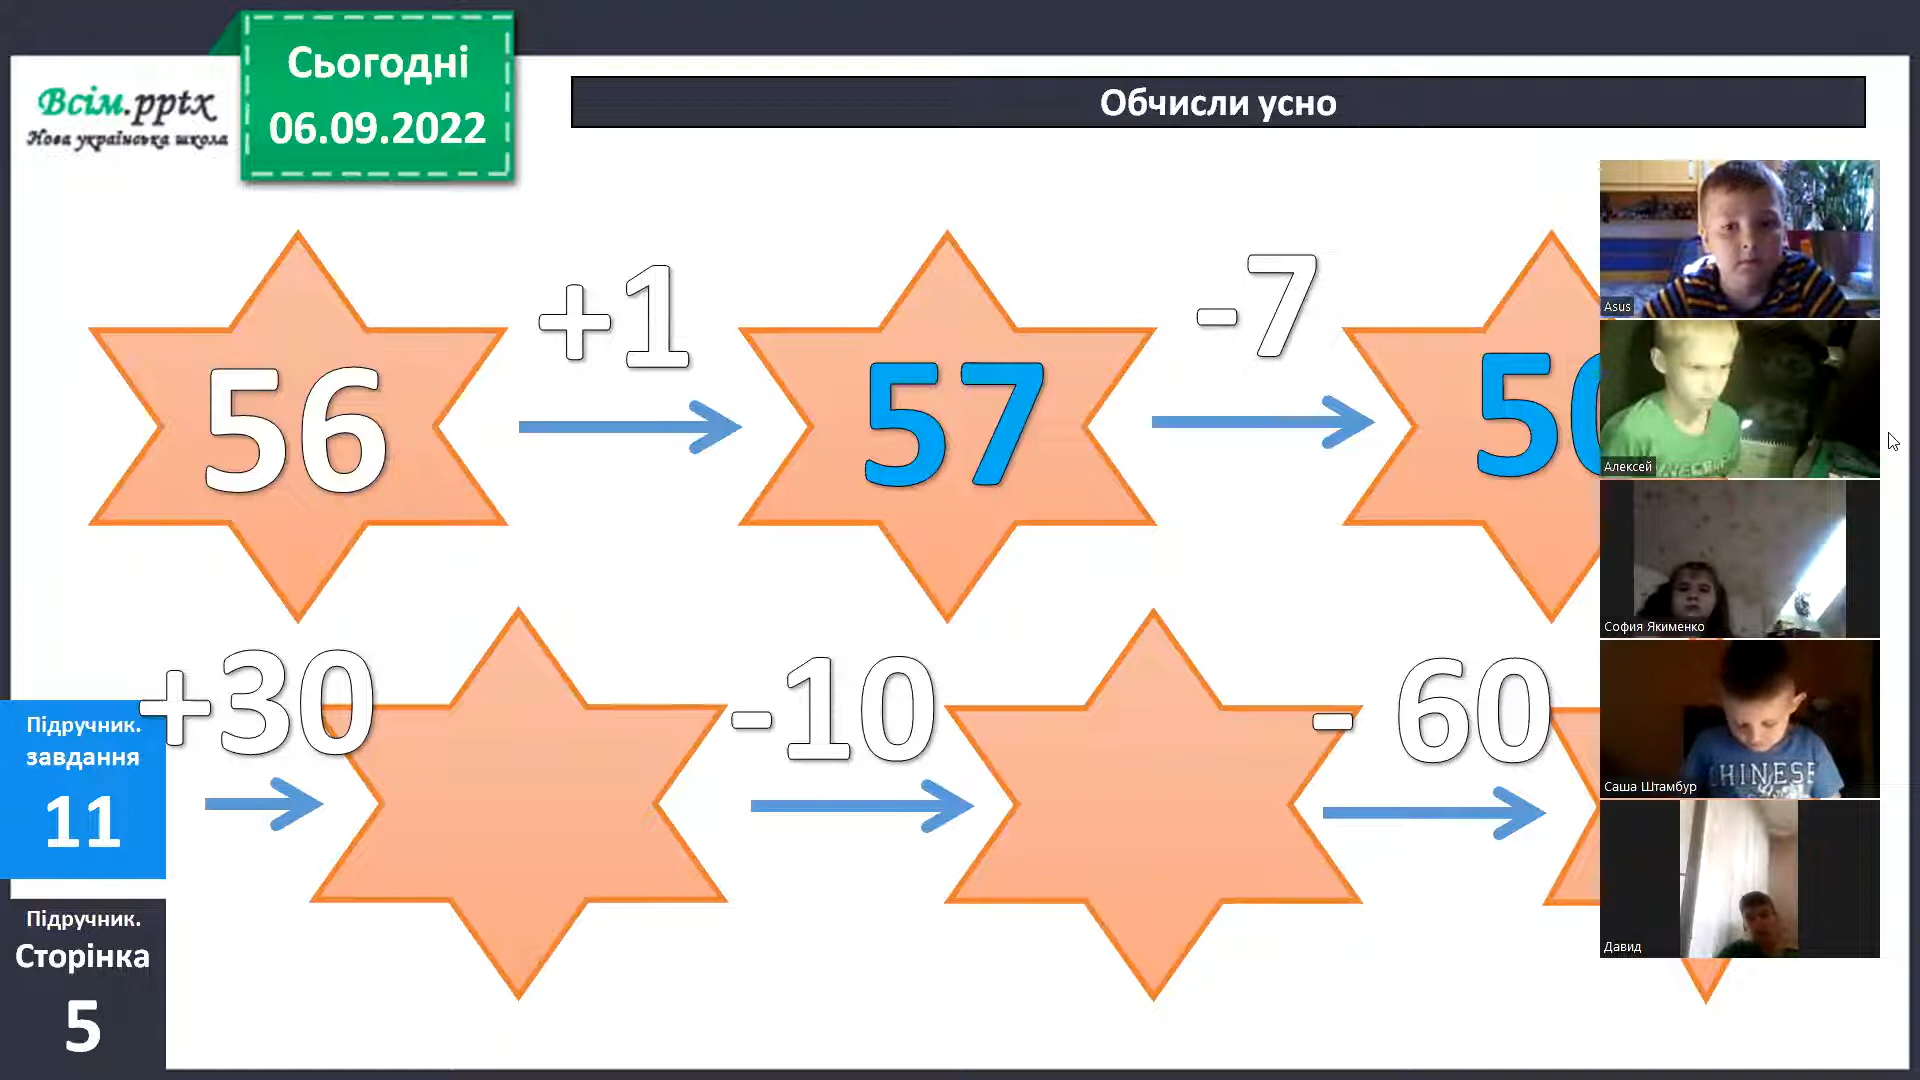 Сьогодні
06.09.2022
Всім.pptx
Нова українська школа
Обчисли усно
56
+1
57
-7
50
+30
-10
- 60
Підручник.
завдання
11
Підручник.
Сторінка
5
Asus
Алексей
София Якименко
CHINESE
Саша Штамбур
Давид